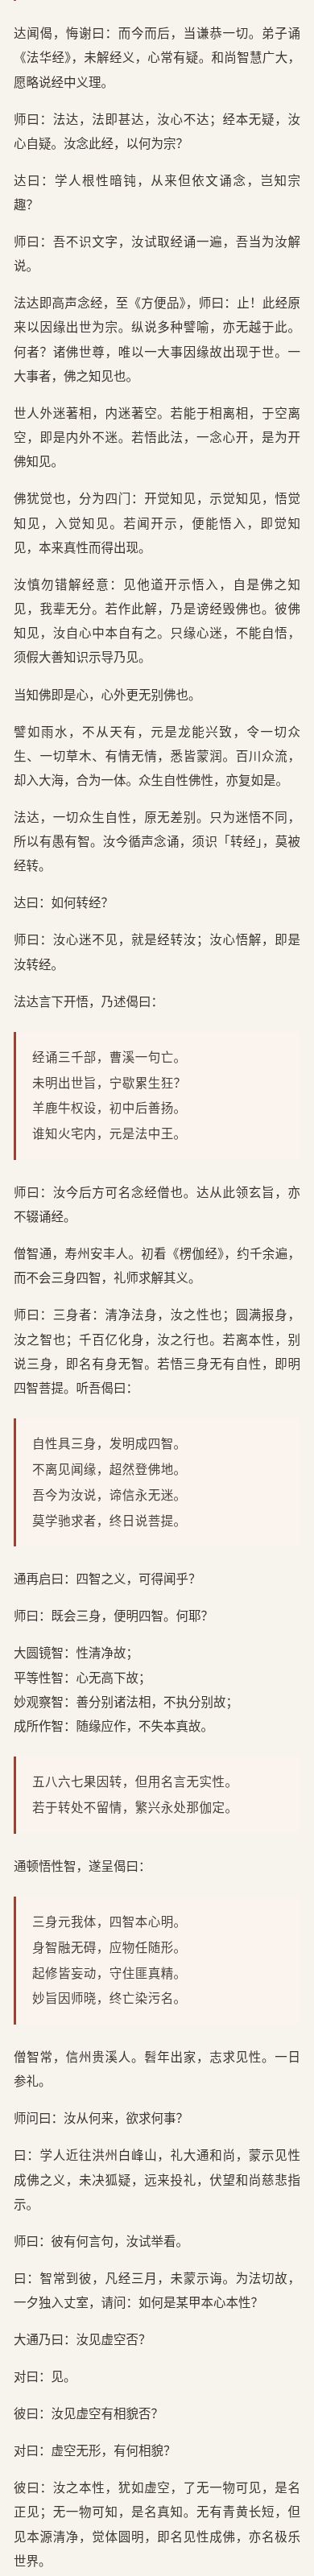 达闻偈，悔谢曰：而今而后，当谦恭一切。弟子诵
《法华经》，未解经义，心常有疑。和尚智慧广大，
愿略说经中义理。
师曰：法达，法即甚达，汝心不达；经本无疑，汝
心自疑。汝念此经，以何为宗？
达曰：学人根性暗钝，从来但依文诵念，岂知宗
趣？
师曰：吾不识文字，汝试取经诵一遍，吾当为汝解
说。
法达即高声念经，至《方便品》，师曰：止！此经原
来以因缘出世为宗。纵说多种譬喻，亦无越于此。
何者？诸佛世尊，唯以一大事因缘故出现于世。一
大事者，佛之知见也。
世人外迷著相，内迷著空。若能于相离相，于空离
空，即是内外不迷。若悟此法，一念心开，是为开
佛知见。
佛犹觉也，分为四门：开觉知见，示觉知见，悟觉
知见，入觉知见。若闻开示，便能悟入，即觉知
见，本来真性而得出现。
汝慎勿错解经意：见他道开示悟入，自是佛之知
见，我辈无分。若作此解，乃是谤经毁佛也。彼佛
知见，汝自心中本自有之。只缘心迷，不能自悟，
须假大善知识示导乃见。
当知佛即是心，心外更无别佛也。
譬如雨水，不从天有，元是龙能兴致，令一切众
生、一切草木、有情无情，悉皆蒙润。百川众流，
却入大海，合为一体。众生自性佛性，亦复如是。
法达，一切众生自性，原无差别。只为迷悟不同，
所以有愚有智。汝今循声念诵，须识「转经」，莫被
经转。
达曰：如何转经？
师曰：汝心迷不见，就是经转汝；汝心悟解，即是
汝转经。
法达言下开悟，乃述偈曰：
经诵三千部，曹溪一句亡。
未明出世旨，宁歇累生狂？
羊鹿牛权设，初中后善扬。
谁知火宅内，元是法中王。
师曰：汝今后方可名念经僧也。达从此领玄旨，亦
不辍诵经。
僧智通，寿州安丰人。初看《楞伽经》，约千余遍，
而不会三身四智，礼师求解其义。
师曰：三身者：清净法身，汝之性也；圆满报身，
汝之智也；千百亿化身，汝之行也。若离本性，别
说三身，即名有身无智。若悟三身无有自性，即明
四智菩提。听吾偈曰：
自性具三身，发明成四智。
不离见闻缘，超然登佛地。
吾今为汝说，谛信永无迷。
莫学驰求者，终日说菩提。
通再启曰：四智之义，可得闻乎？
师曰：既会三身，便明四智。何耶？
大圆镜智：性清净故；
平等性智：心无高下故；
妙观察智：善分别诸法相，不执分别故；
成所作智：随缘应作，不失本真故。
五八六七果因转，但用名言无实性。
若于转处不留情，繁兴永处那伽定。
通顿悟性智，遂呈偈曰：
三身元我体，四智本心明。
身智融无碍，应物任随形。
起修皆妄动，守住匪真精。
妙旨因师晓，终亡染污名。
僧智常，信州贵溪人。髫年出家，志求见性。一日
参礼。
师问曰：汝从何来，欲求何事？
曰：学人近往洪州白峰山，礼大通和尚，蒙示见性
成佛之义，未决狐疑，远来投礼，伏望和尚慈悲指
示。
师曰：彼有何言句，汝试举看。
曰：智常到彼，凡经三月，未蒙示诲。为法切故，
一夕独入丈室，请问：如何是某甲本心本性？
大通乃曰：汝见虚空否？
对曰：见。
彼曰：汝见虚空有相貌否？
对曰：虚空无形，有何相貌？
彼曰：汝之本性，犹如虚空，了无一物可见，是名
正见；无一物可知，是名真知。无有青黄长短，但
见本源清净，觉体圆明，即名见性成佛，亦名极乐
世界。